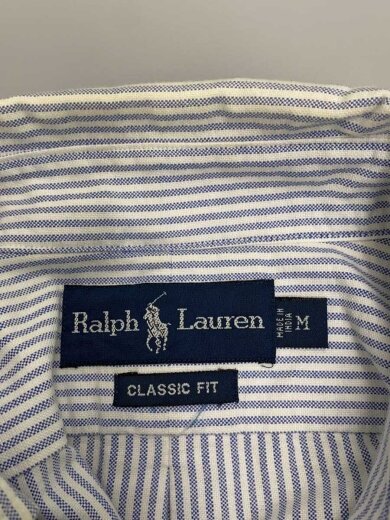 Ralph Lauren
MADE IN
INDIA
M
CLASSIC FIT